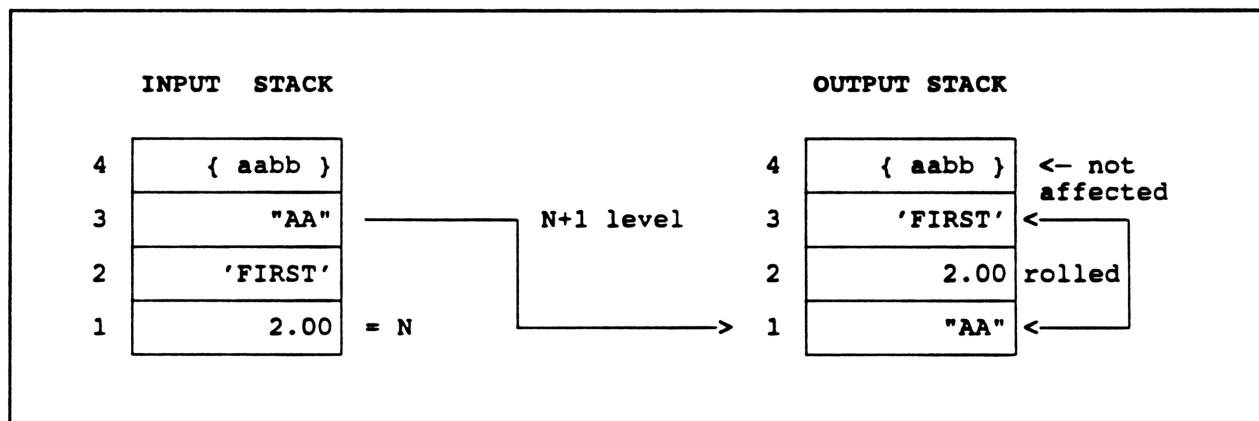 INPUT STACK OUTPUT STACK
4 { aabb } 4 { aabb } <- not
affected
3 "AA" N+1 level 3 'FIRST' <
2 'FIRST' 2 2.00 rolled
1 2.00 = N > 1 "AA" <